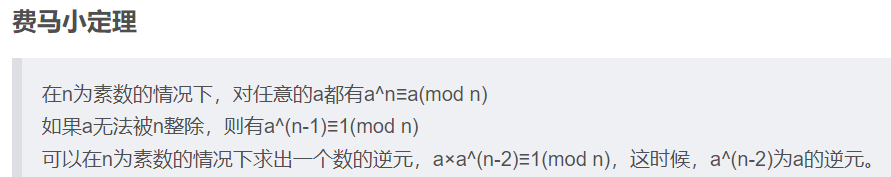 费马小定理
在n为素数的情况下，对任意的a都有a^n≡a(mod n)
如果a无法被n整除，则有a^(n-1)≡1(mod n)
可以在n为素数的情况下求出一个数的逆元，a×a^(n-2)≡1(mod n)，这时候，a^(n-2)为a的逆元。